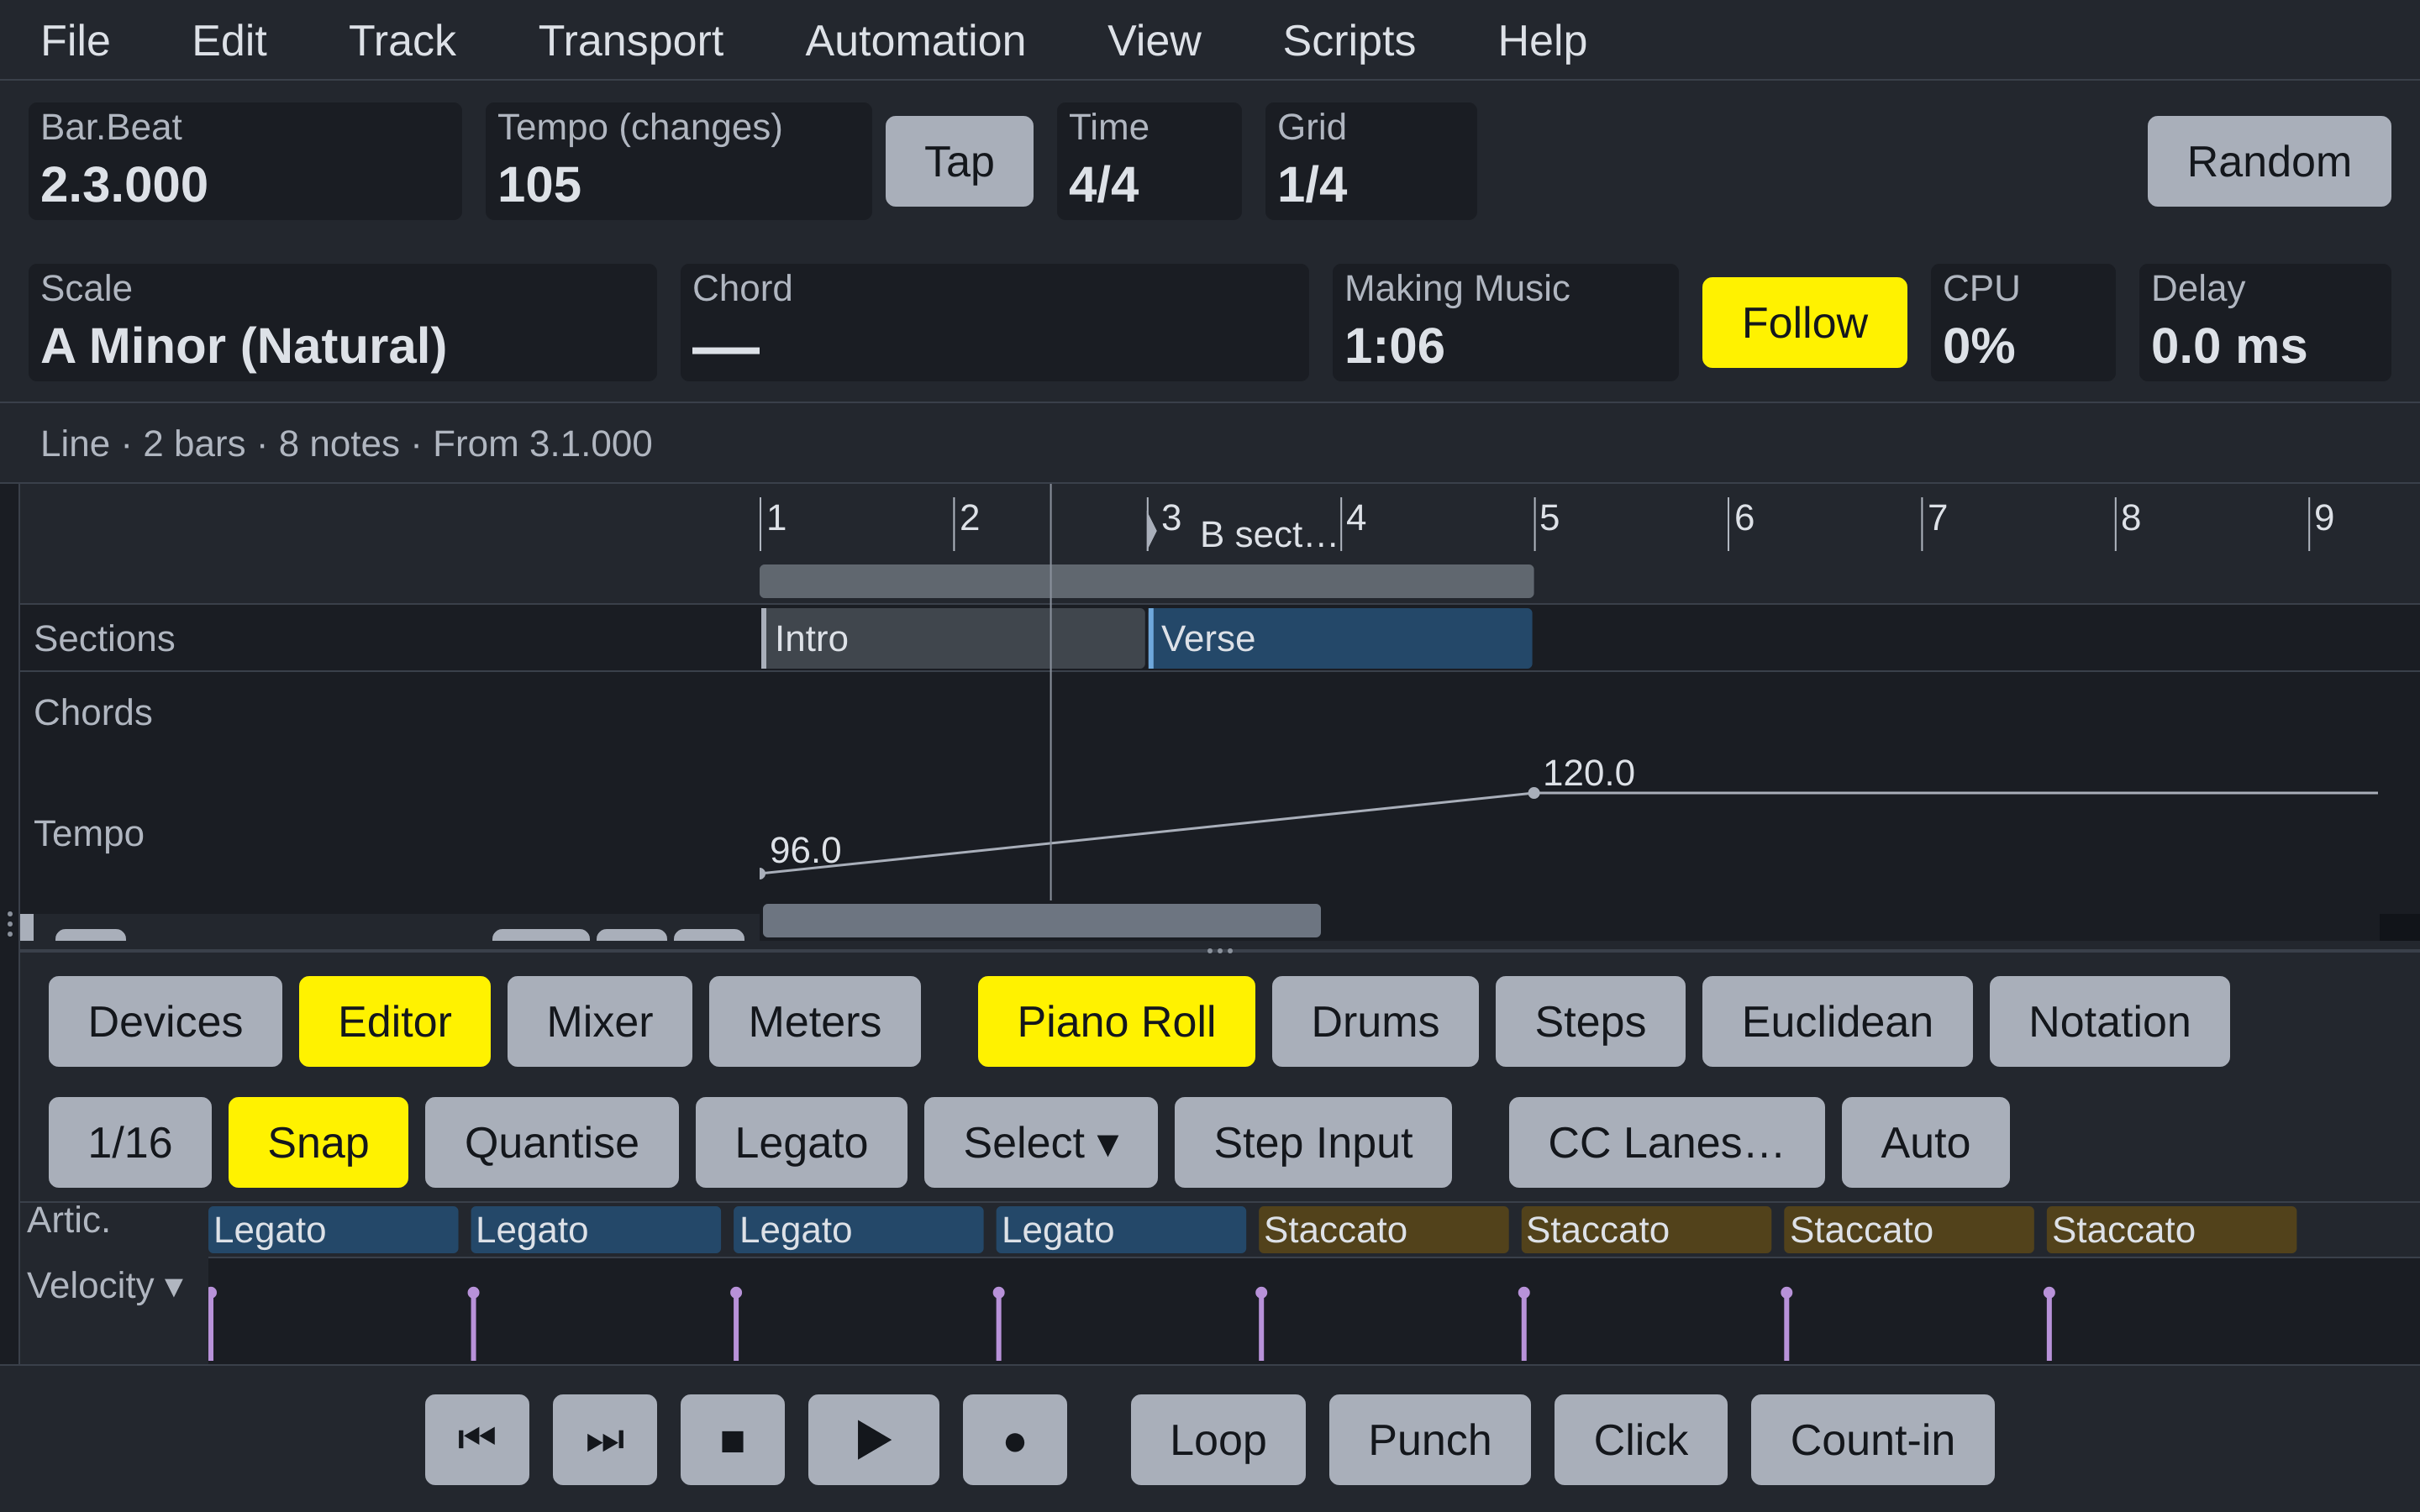 File Edit Track Transport Automation View Scripts Help
Bar.Beat Tempo (changes) Time Grid
2.3.000 105 Tap 4/4 1/4 Random
Scale Chord Making Music CPU Delay
A Minor (Natural) — 1:06 Follow 0% 0.0 ms
Line · 2 bars · 8 notes · From 3.1.000
1 2 3 B sect… 4 5 6 7 8 9
Sections Intro Verse
Chords
120.0
Tempo
96.0
Devices Editor Mixer Meters Piano Roll Drums Steps Euclidean Notation
1/16 Snap Quantise Legato Select ▾ Step Input CC Lanes… Auto
Artic. Legato Legato Legato Legato Staccato Staccato Staccato Staccato
Velocity ▾
Loop Punch Click Count-in